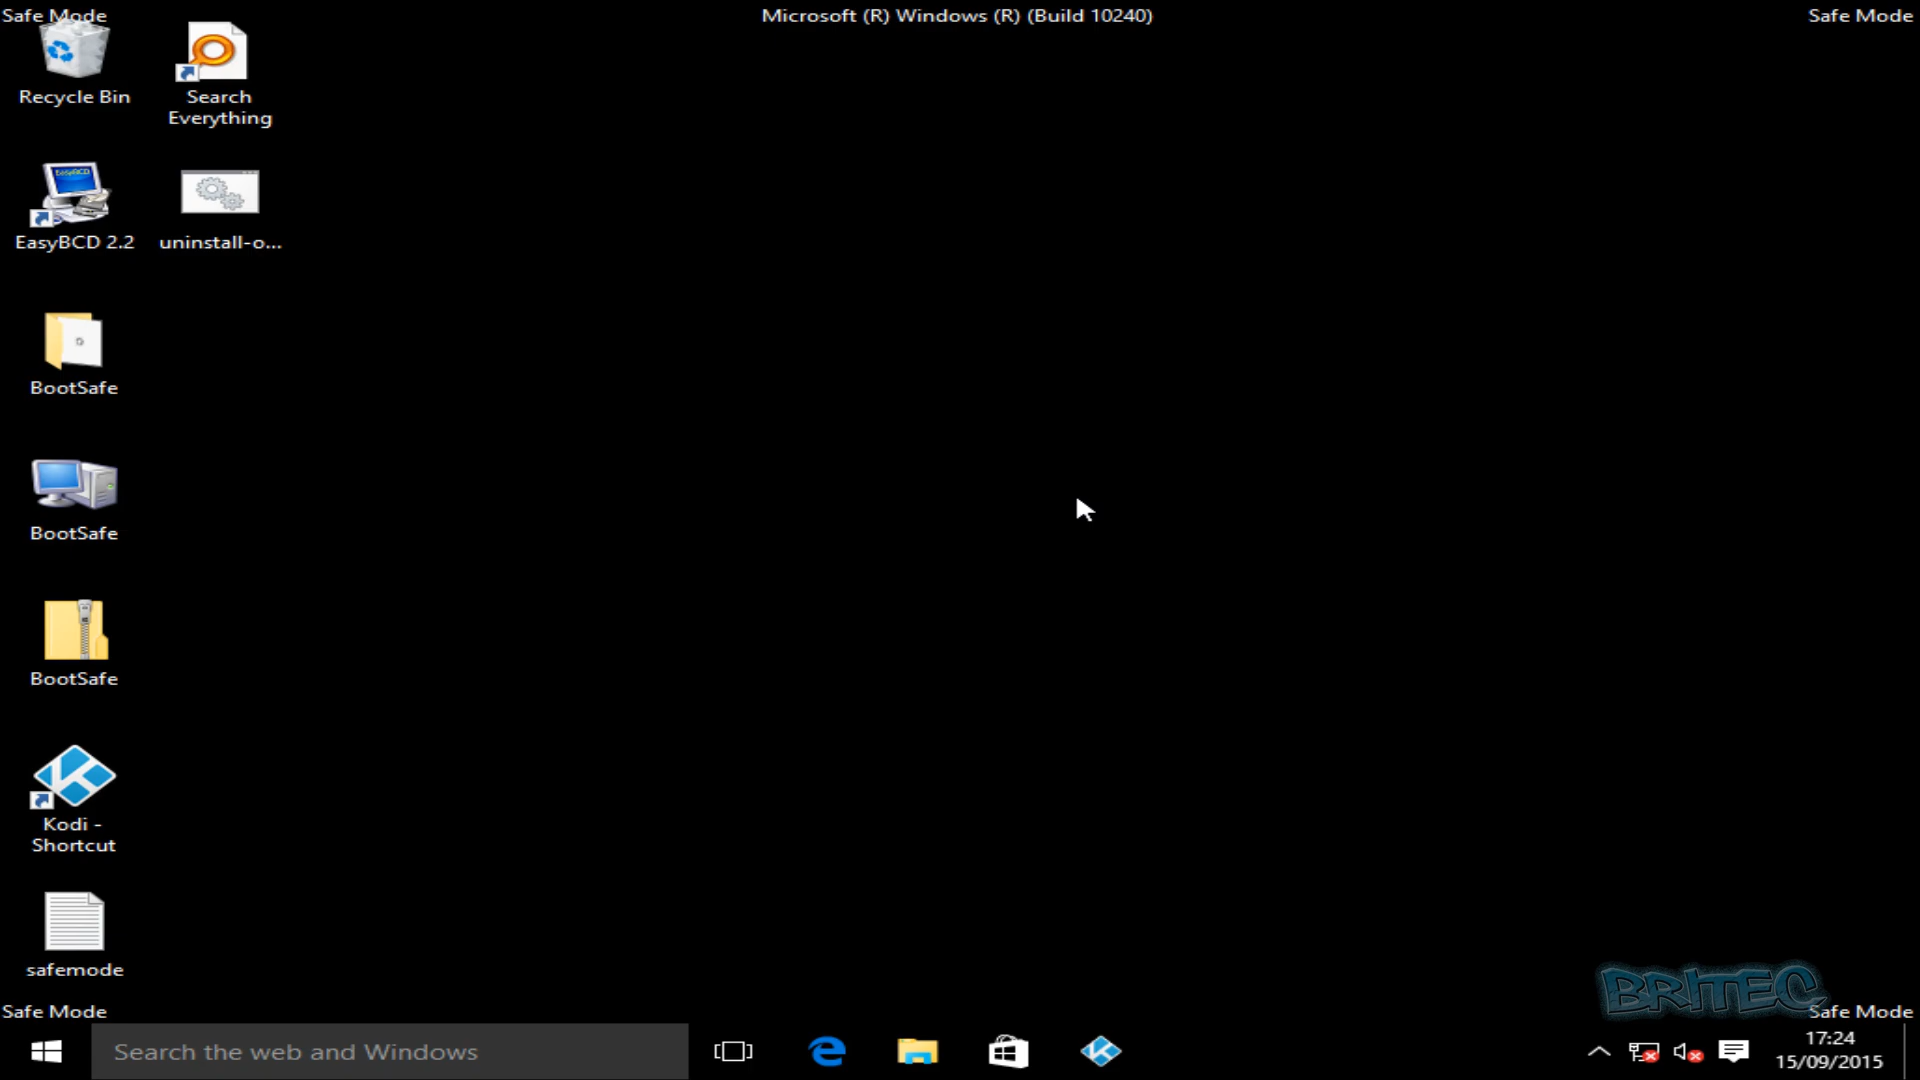 Safe Mode
Microsoft (R) Windows (R) (Build 10240)
Safe Mode
Recycle Bin
Search
Everything
EasyBCD
EasyBCD 2.2
uninstall-o...
BootSafe
BootSafe
BootSafe
Kodi -
Shortcut
safemode
BRITEC
Safe Mode
Safe Mode
Search the web and Windows
17:24
15/09/2015